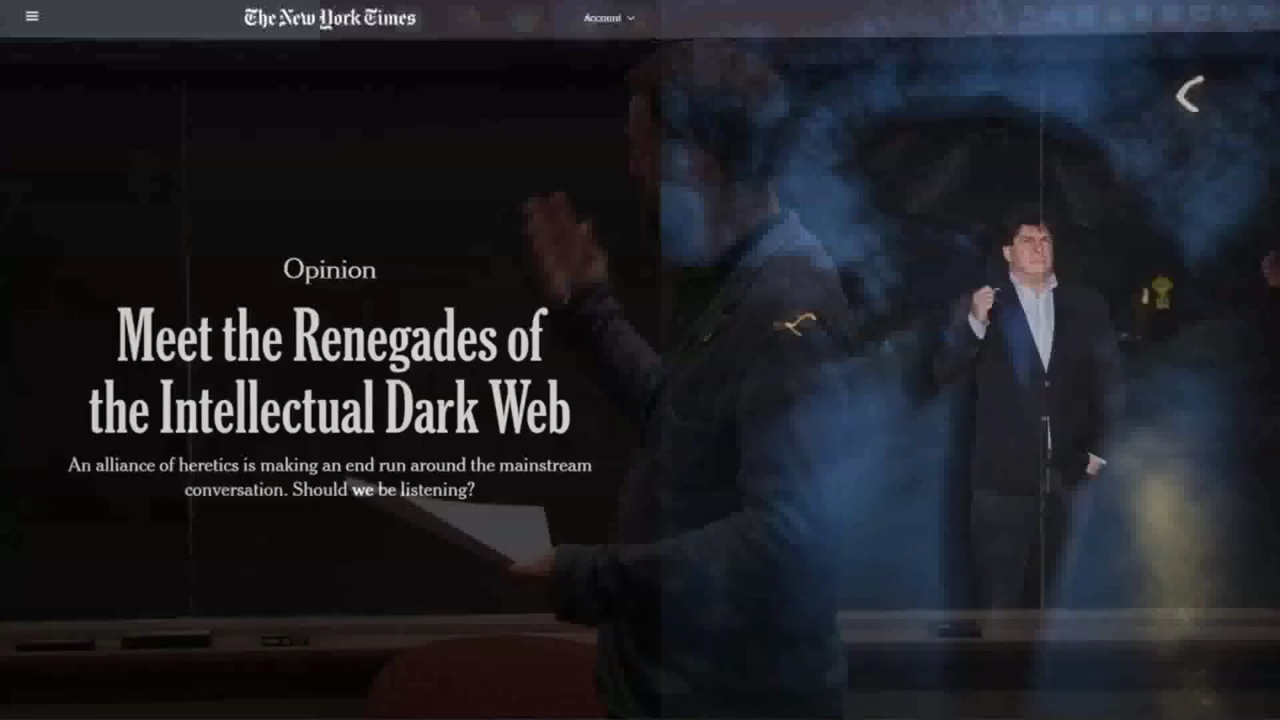 The New York Times
Account
Opinion
Meet the Renegades of
the Intellectual Dark Web
An alliance of heretics is making an end run around the mainstream
conversation. Should we be listening?